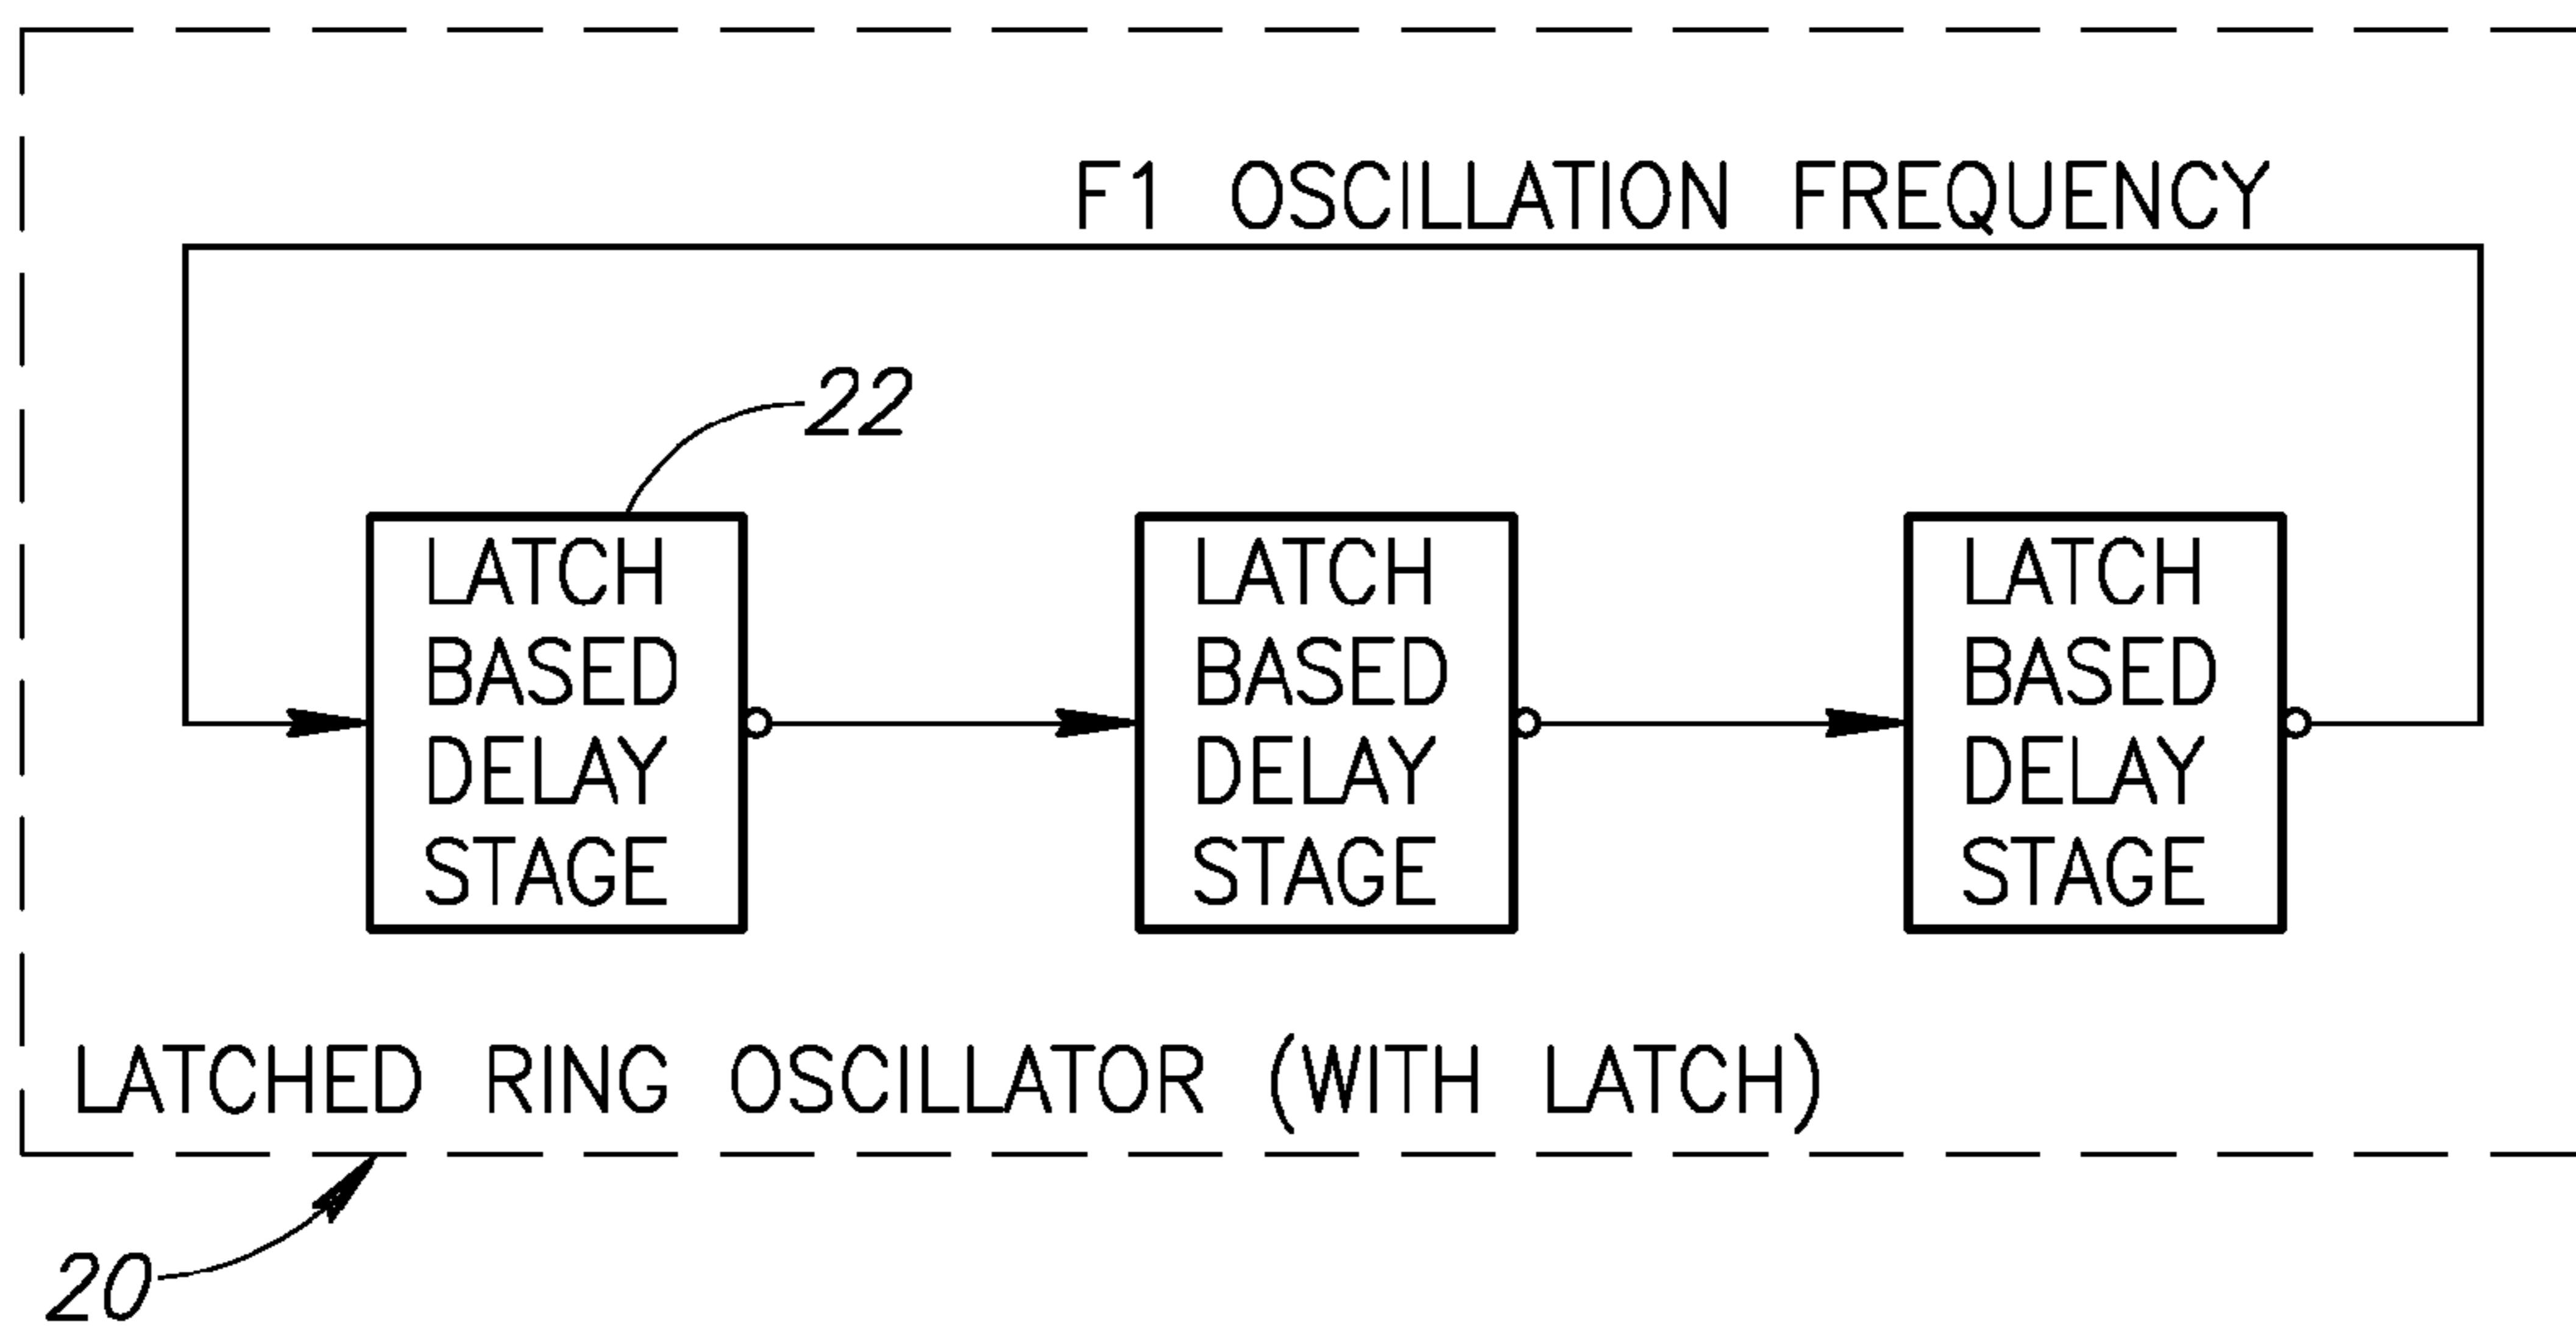 F1 OSCILLATION FREQUENCY
22
LATCH
BASED
DELAY
STAGE
LATCH
BASED
DELAY
STAGE
LATCH
BASED
DELAY
STAGE
LATCHED RING OSCILLATOR (WITH LATCH)
20